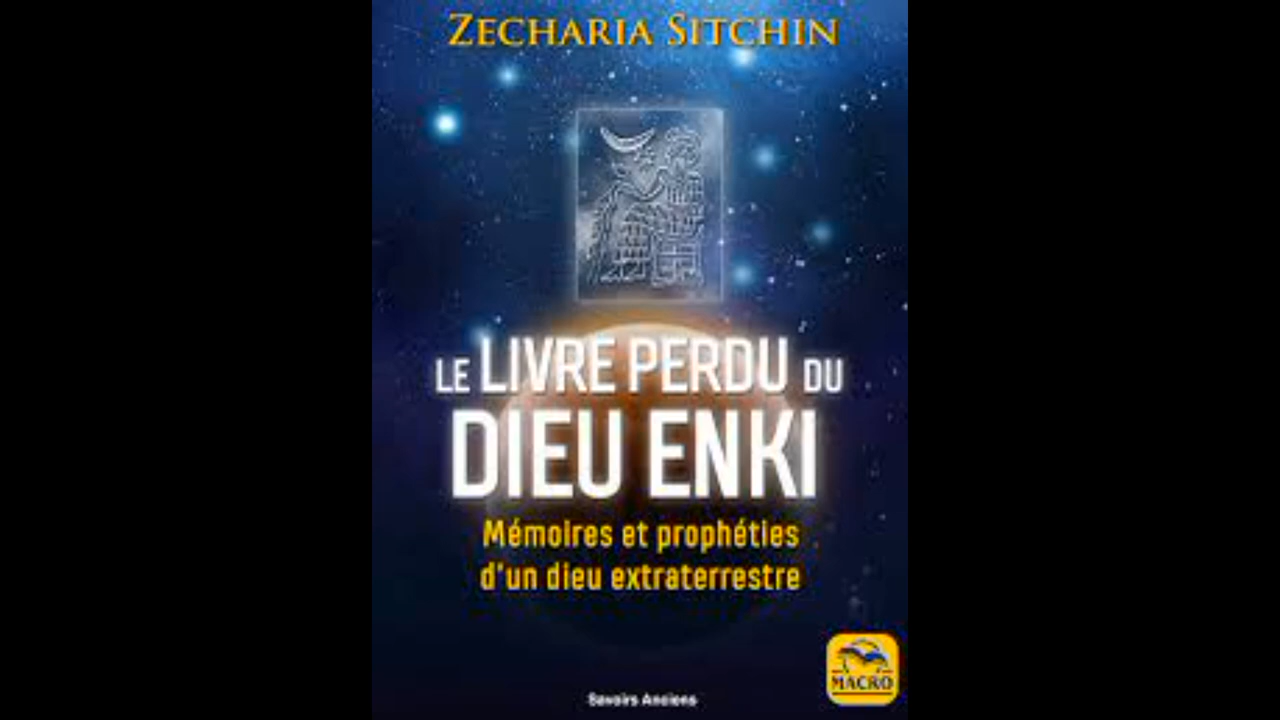 ZECHARIA SITCHIN
LE LIVRE PERDU DU
DIEU ENKI
Mémoires et prophéties
d'un dieu extraterrestre
MACRO
Savoirs Anciens